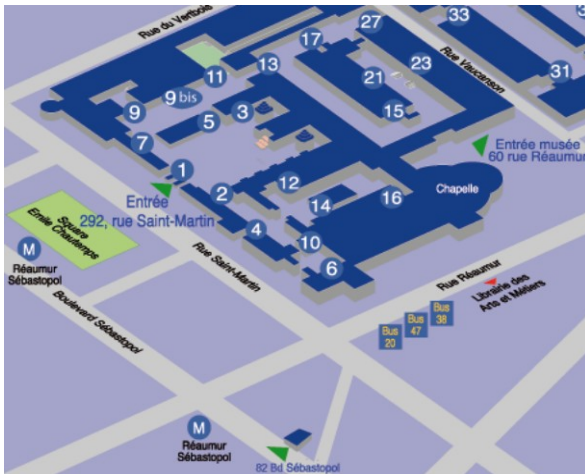 Rue du Vertbois
27
33
17
13
Rue Vaucanson
11
21
23
31
9 bis
9
5
3
15
7
Entrée musée
60 rue Réaumur
1
Entrée
292, rue Saint-Martin
2
12
14
16
Chapelle
Square
Emile Chautemps
4
10
6
M
Réaumur
Sébastopol
Rue Saint-Martin
Rue Réaumur
Librairie des
Arts et Métiers
Boulevard Sébastopol
Bus
38
Bus
47
Bus
20
M
Réaumur
Sébastopol
82 Bd Sébastopol